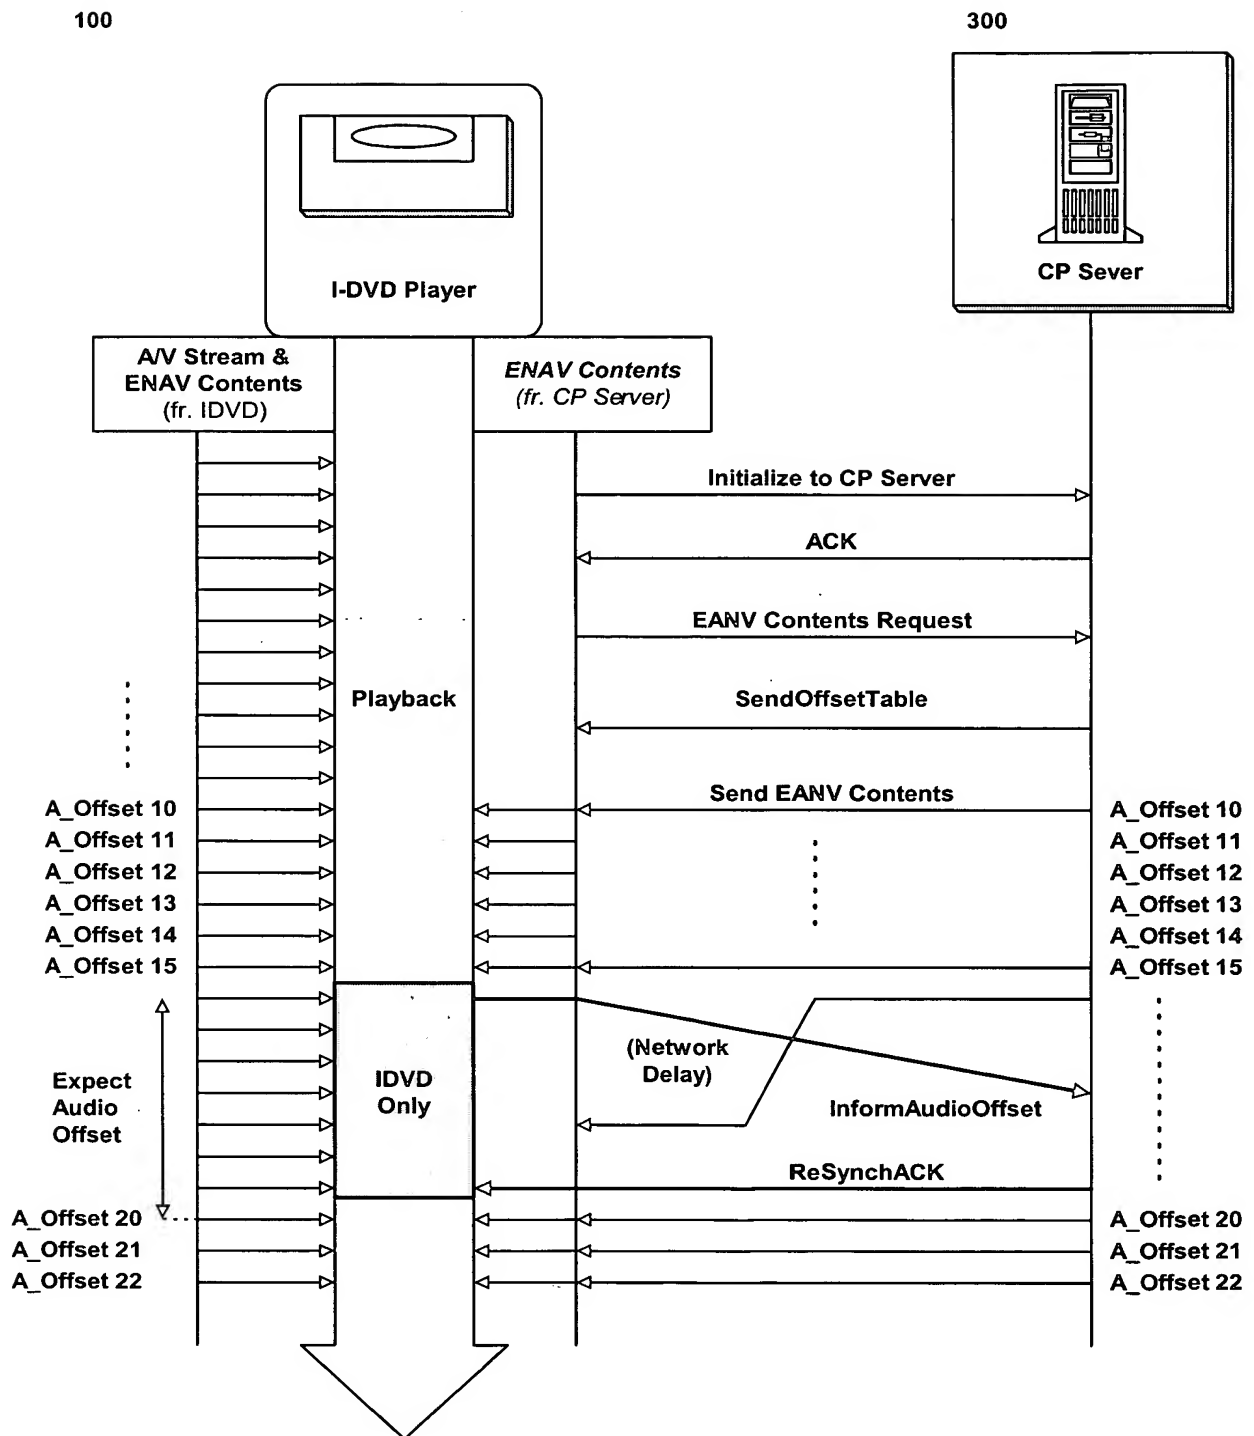 100
300
I-DVD Player
CP Sever
A/V Stream &
ENAV Contents
(fr. IDVD)
ENAV Contents
(fr. CP Server)
Initialize to CP Server
ACK
EANV Contents Request
Playback
SendOffsetTable
Send EANV Contents
A_Offset 10
A_Offset 10
A_Offset 11
A_Offset 11
A_Offset 12
A_Offset 12
A_Offset 13
A_Offset 13
A_Offset 14
A_Offset 14
A_Offset 15
A_Offset 15
Expect
Audio
Offset
IDVD
Only
(Network
Delay)
InformAudioOffset
ReSynchACK
A_Offset 20
A_Offset 20
A_Offset 21
A_Offset 21
A_Offset 22
A_Offset 22